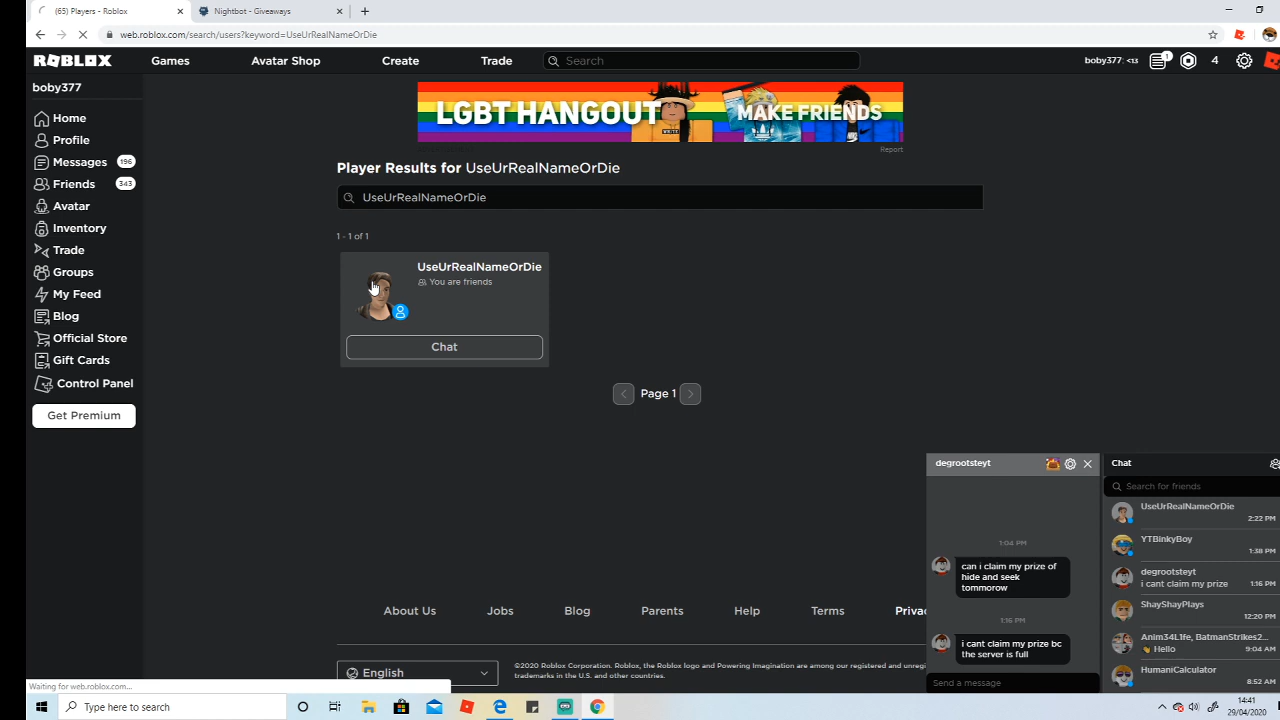 (65) Players - Roblox
Nightbot - Giveaways
web.roblox.com/search/users?keyword=UseUrRealNameOrDie
ROBLOX
Games
Avatar Shop
Create
Trade
Search
boby377: <13
1
4
boby377
LGBT HANGOUT
MAKE FRIENDS
WHITE
Report
Home
Profile
Messages 196
Friends 343
Avatar
Inventory
Trade
Groups
My Feed
Blog
Official Store
Gift Cards
Control Panel
Get Premium
Player Results for UseUrRealNameOrDie
UseUrRealNameOrDie
1 - 1 of 1
UseUrRealNameOrDie
You are friends
Chat
Page 1
degrootsteyt
1:04 PM
can i claim my prize of
hide and seek
tommorow
1:16 PM
i cant claim my prize bc
the server is full
Send a message
Chat
Search for friends
UseUrRealNameOrDie
2:22 PM
YTBinkyBoy
1:38 PM
degrootsteyt
i cant claim my prize
1:16 PM
ShayShayPlays
12:20 PM
Anim34L1fe, BatmanStrikes2...
👋 Hello
9:04 AM
HumaniCalculator
8:52 AM
About Us
Jobs
Blog
Parents
Help
Terms
Priva
English
©2020 Roblox Corporation. Roblox, the Roblox logo and Powering Imagination are among our registered and unregi
trademarks in the U.S. and other countries.
Waiting for web.roblox.com...
Type here to search
14:41
29/04/2020